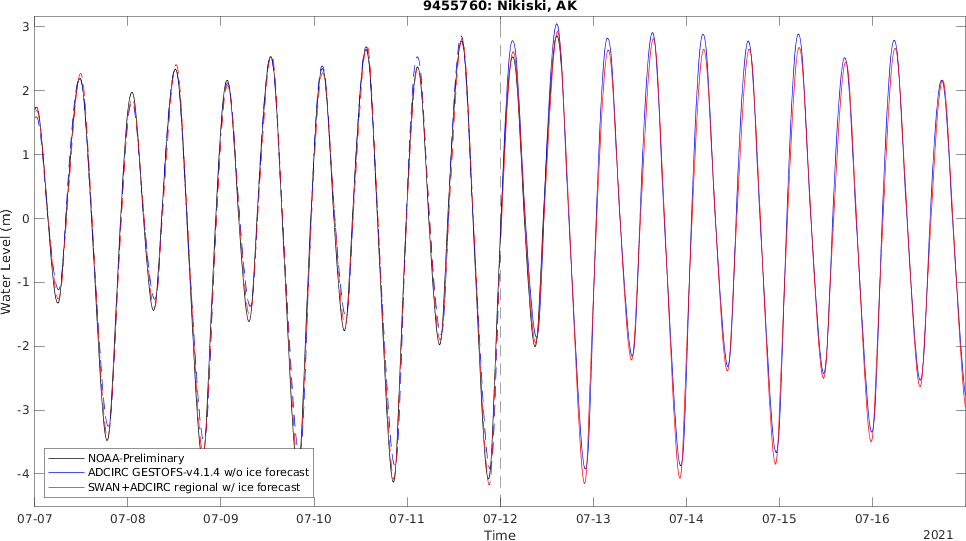 9455760: Nikiski, AK
3
2
1
0
-1
-2
-3
-4
Water Level (m)
NOAA-Preliminary
ADCIRC GESTOFS-v4.1.4 w/o ice forecast
SWAN+ADCIRC regional w/ ice forecast
07-07 07-08 07-09 07-10 07-11 07-12 07-13 07-14 07-15 07-16
Time
2021